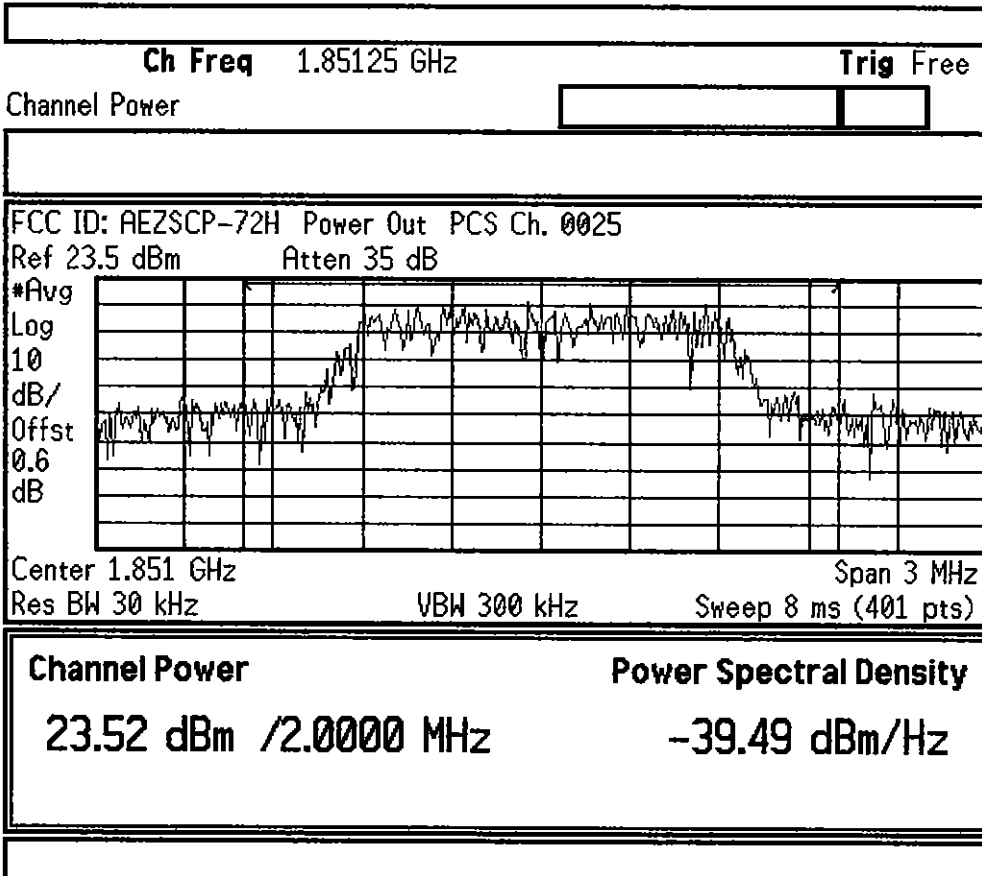 Ch Freq 1.85125 GHz Trig Free
Channel Power
FCC ID: AEZSCP-72H Power Out PCS Ch. 0025
Ref 23.5 dBm Atten 35 dB
#Avg
Log
10
dB/
Offst
0.6
dB
Center 1.851 GHz Span 3 MHz
Res BW 30 kHz VBW 300 kHz Sweep 8 ms (401 pts)
Channel Power Power Spectral Density
23.52 dBm /2.0000 MHz -39.49 dBm/Hz